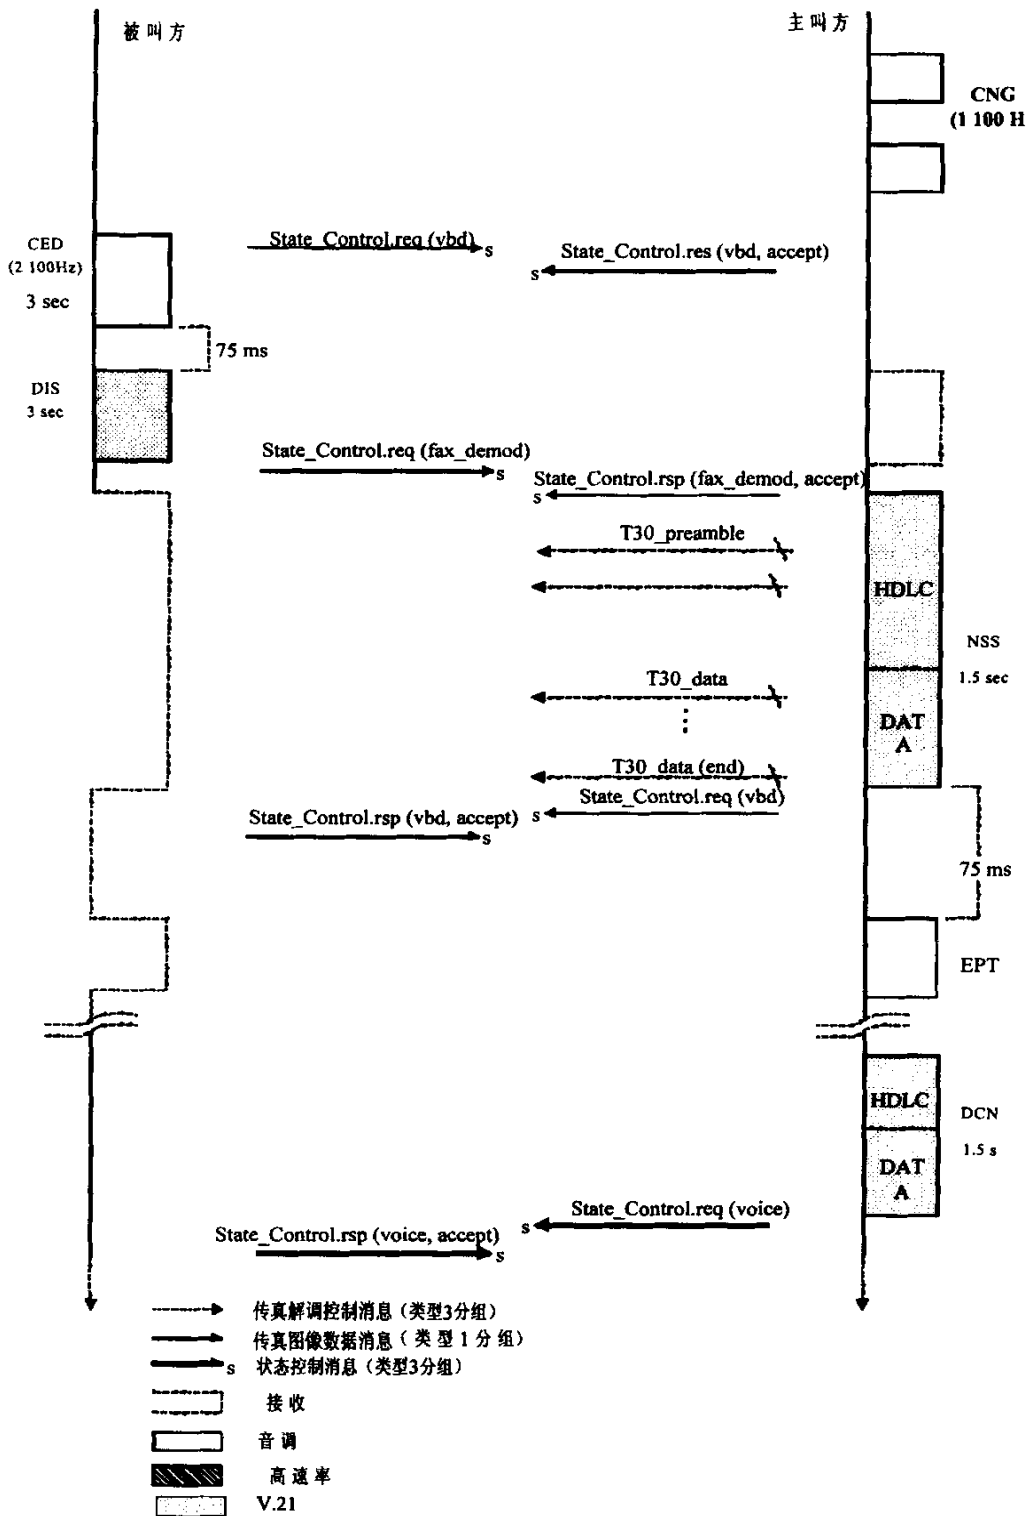 被叫方
主叫方
CNG
(1 100 H
CED
(2 100Hz)
3 sec
State_Control.req (vbd)
s
State_Control.res (vbd, accept)
s
75 ms
DIS
3 sec
State_Control.req (fax_demod)
s
State_Control.rsp (fax_demod, accept)
s
T30_preamble
HDLC
NSS
1.5 sec
T30_data
DAT
A
T30_data (end)
State_Control.req (vbd)
s
State_Control.rsp (vbd, accept)
s
75 ms
EPT
HDLC
DCN
1.5 s
DAT
A
State_Control.req (voice)
s
State_Control.rsp (voice, accept)
s
传真解调控制消息（类型3分组）
传真图像数据消息（类型1分组）
s 状态控制消息（类型3分组）
接收
音调
高速率
V.21